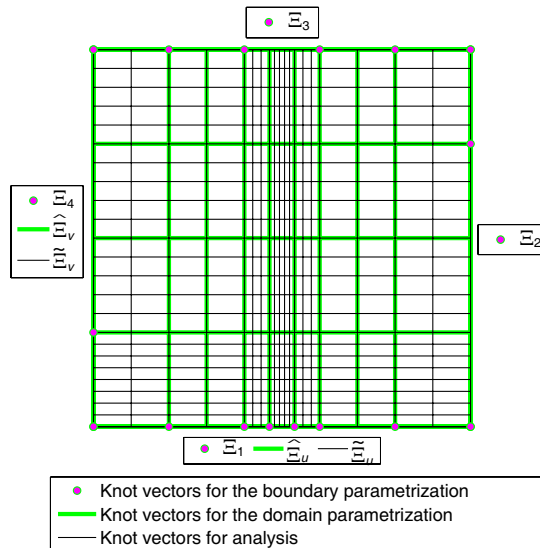 Ξ₃
Ξ₄
Ξ̂ᵥ
Ξ̃ᵥ
Ξ₂
Ξ₁ Ξ̂ᵤ Ξ̃ᵤ
Knot vectors for the boundary parametrization
Knot vectors for the domain parametrization
Knot vectors for analysis